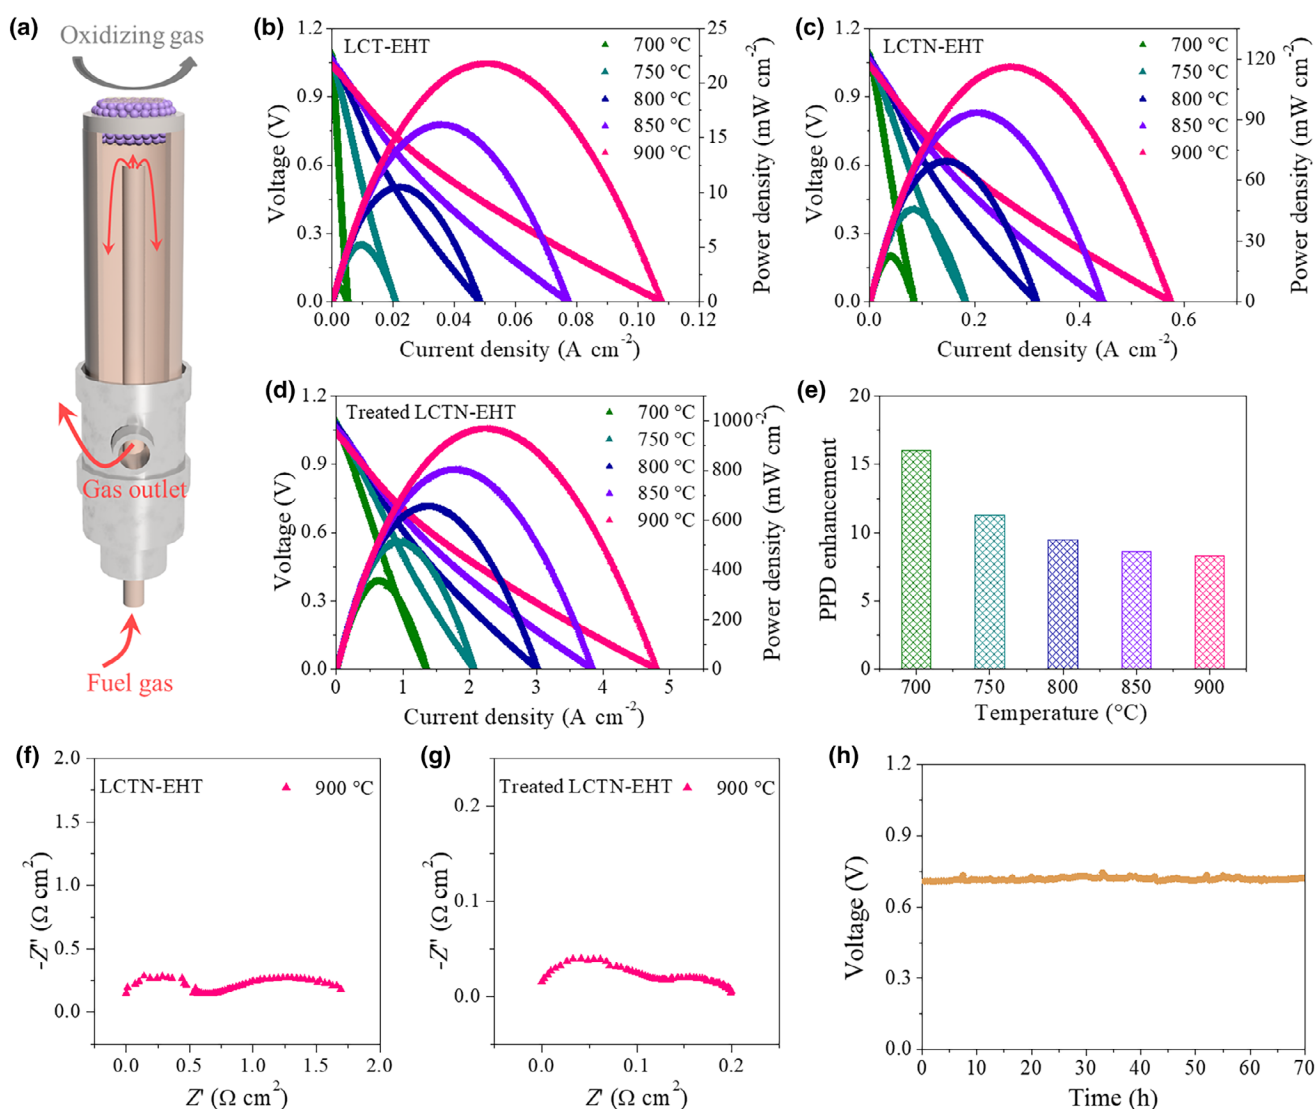 (a)
Oxidizing gas
Gas outlet
Fuel gas
(b)
LCT-EHT
700 °C
750 °C
800 °C
850 °C
900 °C
Voltage (V)
1.2
0.9
0.6
0.3
0.0
0.00 0.02 0.04 0.06 0.08 0.10 0.12
Current density (A cm⁻²)
25
20
15
10
5
0
Power density (mW cm⁻²)
(c)
LCTN-EHT
700 °C
750 °C
800 °C
850 °C
900 °C
Voltage (V)
1.2
0.9
0.6
0.3
0.0
0.0 0.2 0.4 0.6
Current density (A cm⁻²)
120
90
60
30
0
Power density (mW cm⁻²)
(d)
Treated LCTN-EHT
700 °C
750 °C
800 °C
850 °C
900 °C
Voltage (V)
1.2
0.9
0.6
0.3
0.0
0 1 2 3 4 5
Current density (A cm⁻²)
1000
800
600
400
200
0
Power density (mW cm⁻²)
(e)
PPD enhancement
20
15
10
5
0
700 750 800 850 900
Temperature (°C)
(f)
LCTN-EHT
900 °C
-Z" (Ω cm²)
2.0
1.5
1.0
0.5
0.0
0.0 0.5 1.0 1.5 2.0
Z' (Ω cm²)
(g)
Treated LCTN-EHT
900 °C
-Z" (Ω cm²)
0.2
0.1
0.0
0.0 0.1 0.2
Z' (Ω cm²)
(h)
Voltage (V)
1.2
0.9
0.6
0.3
0.0
0 10 20 30 40 50 60 70
Time (h)